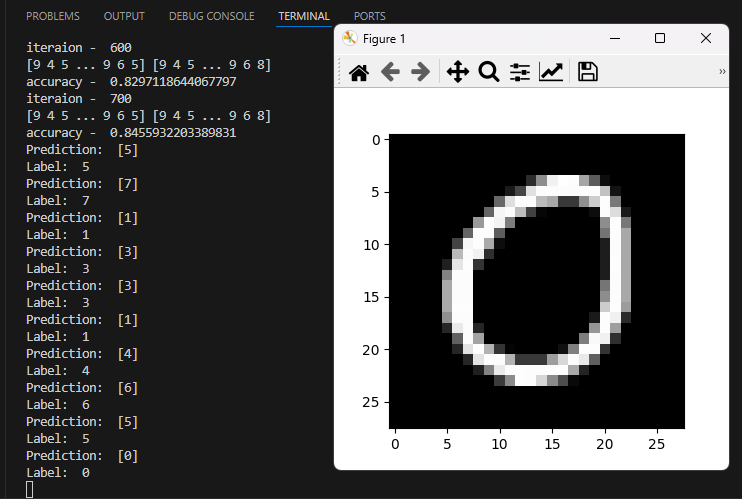 PROBLEMS OUTPUT DEBUG CONSOLE TERMINAL PORTS
iteraion -  600
[9 4 5 ... 9 6 5] [9 4 5 ... 9 6 8]
accuracy -  0.8297118644067797
iteraion -  700
[9 4 5 ... 9 6 5] [9 4 5 ... 9 6 8]
accuracy -  0.8455932203389831
Prediction:  [5]
Label:  5
Prediction:  [7]
Label:  7
Prediction:  [1]
Label:  1
Prediction:  [3]
Label:  3
Prediction:  [3]
Label:  3
Prediction:  [1]
Label:  1
Prediction:  [4]
Label:  4
Prediction:  [6]
Label:  6
Prediction:  [5]
Label:  5
Prediction:  [0]
Label:  0
Figure 1
0
5
10
15
20
25
0 5 10 15 20 25
0